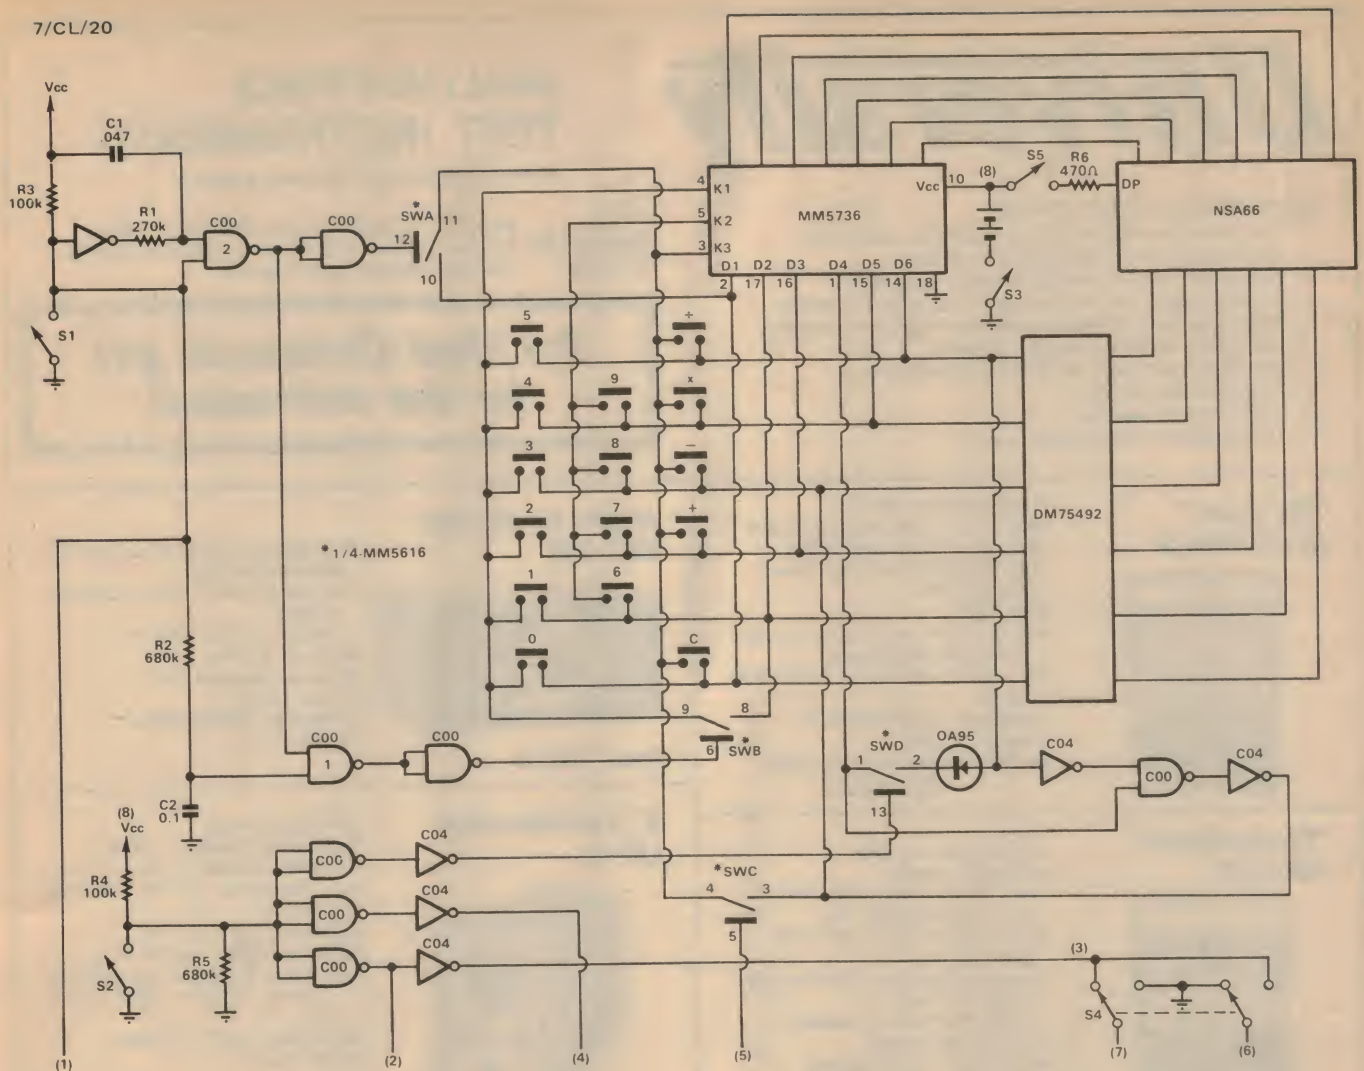 7/CL/20
Vcc
C1
.047
R3
100k
R1
270k
C00
2
C00
*
SWA
11
12
10
S1
4
K1
5
K2
3
K3
MM5736
Vcc
10
(8)
S5
R6
470Ω
DP
NSA66
D1
D2
D3
D4
D5
D6
2
17
16
1
15
14
18
S3
5
÷
4
9
x
3
8
−
2
7
+
1
6
0
C
DM75492
*1/4-MM5616
R2
680k
9
8
6
*
SWB
C00
1
C00
C2
0.1
*
SWD
1
2
13
OA95
C04
C00
C04
(8)
Vcc
R4
100k
S2
R5
680k
C00
C04
C00
C04
C00
C04
*SWC
4
3
5
(3)
S4
(1)
(2)
(4)
(5)
(7)
(6)